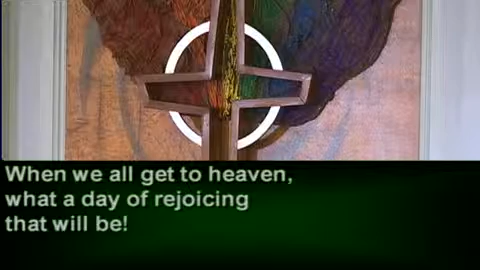 When we all get to heaven,
what a day of rejoicing
that will be!